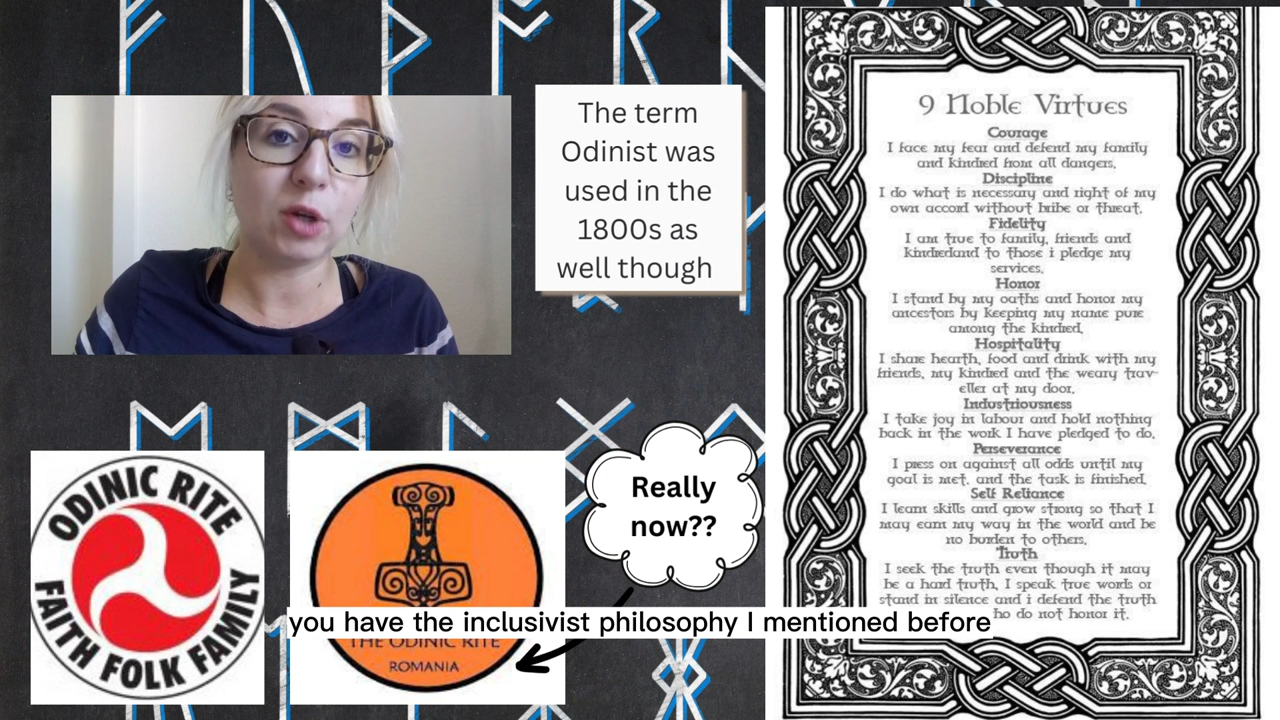 The term
Odinist was
used in the
1800s as
well though
9 Noble Virtues
Courage
I face my fear and defend my family
and kindred from all dangers.
Discipline
I do what is necessary and right of my
own accord without bribe or threat.
Fidelity
I am true to family, friends and
kindredand to those i pledge my
services.
Honor
I stand by my oaths and honor my
ancestors by keeping my name pure
among the kindred.
Hospitality
I share hearth, food and drink with my
friends, my kindred and the weary trav-
eller at my door.
Industriousness
I take joy in labour and hold nothing
back in the work I have pledged to do.
Perseverance
I press on against all odds until my
goal is met, and the task is finished.
Self Reliance
I learn skills and grow strong so that I
may earn my way in the world and be
no burden to others.
Truth
I seek the truth even though it may
be a hard truth, I speak true words or
stand in silence and i defend the truth
ho do not honor it.
ODINIC RITE
FAITH FOLK FAMILY
THE ODINIC RITE
ROMANIA
Really
now??
you have the inclusivist philosophy I mentioned before